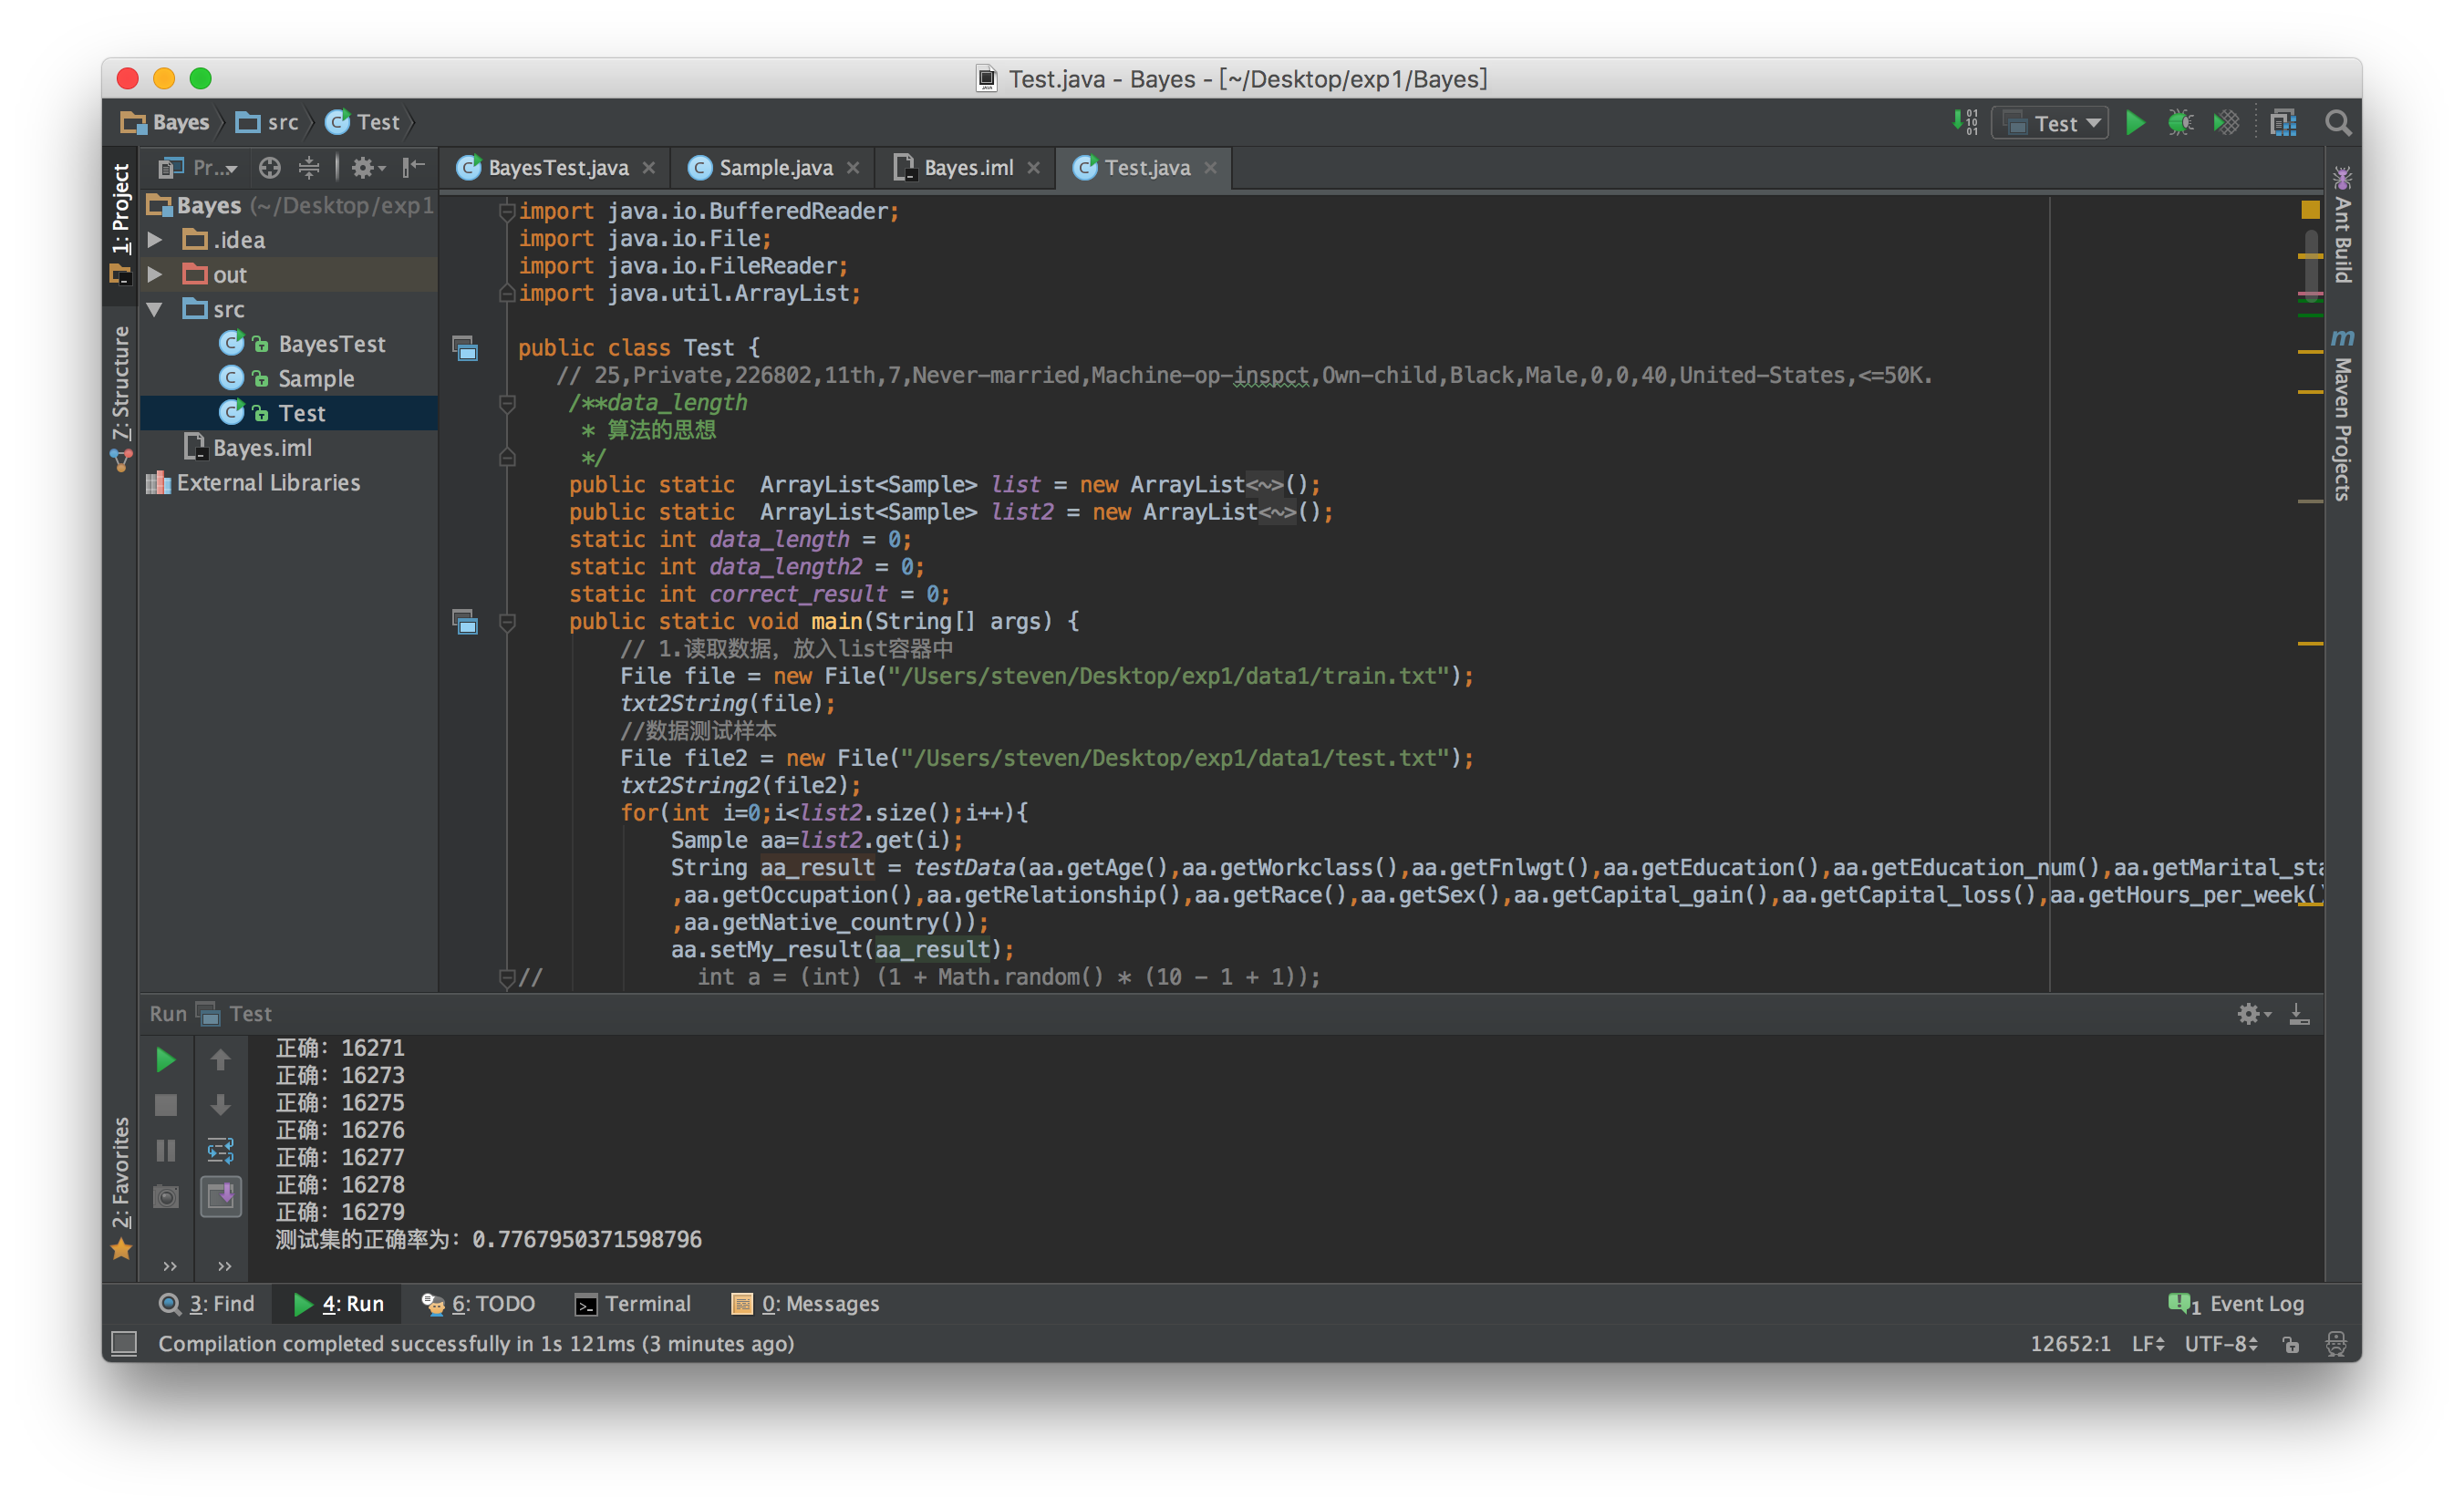 Test.java - Bayes - [~/Desktop/exp1/Bayes]
Bayes src Test
Test
1: Project
Pr...
BayesTest.java
Sample.java
Bayes.iml
Test.java
Bayes (~/Desktop/exp1
.idea
out
src
BayesTest
Sample
Test
Bayes.iml
External Libraries
7: Structure
2: Favorites
import java.io.BufferedReader;
import java.io.File;
import java.io.FileReader;
import java.util.ArrayList;
public class Test {
// 25,Private,226802,11th,7,Never-married,Machine-op-inspct,Own-child,Black,Male,0,0,40,United-States,<=50K.
/**data_length
* 算法的思想
*/
public static  ArrayList<Sample> list = new ArrayList<~>();
public static  ArrayList<Sample> list2 = new ArrayList<~>();
static int data_length = 0;
static int data_length2 = 0;
static int correct_result = 0;
public static void main(String[] args) {
// 1.读取数据，放入list容器中
File file = new File("/Users/steven/Desktop/exp1/data1/train.txt");
txt2String(file);
//数据测试样本
File file2 = new File("/Users/steven/Desktop/exp1/data1/test.txt");
txt2String2(file2);
for(int i=0;i<list2.size();i++){
Sample aa=list2.get(i);
String aa_result = testData(aa.getAge(),aa.getWorkclass(),aa.getFnlwgt(),aa.getEducation(),aa.getEducation_num(),aa.getMarital_sta
,aa.getOccupation(),aa.getRelationship(),aa.getRace(),aa.getSex(),aa.getCapital_gain(),aa.getCapital_loss(),aa.getHours_per_week()
,aa.getNative_country());
aa.setMy_result(aa_result);
//            int a = (int) (1 + Math.random() * (10 - 1 + 1));
Ant Build
m Maven Projects
Run Test
正确：16271
正确：16273
正确：16275
正确：16276
正确：16277
正确：16278
正确：16279
测试集的正确率为：0.7767950371598796
3: Find
4: Run
6: TODO
Terminal
0: Messages
1 Event Log
Compilation completed successfully in 1s 121ms (3 minutes ago)
12652:1 LF UTF-8